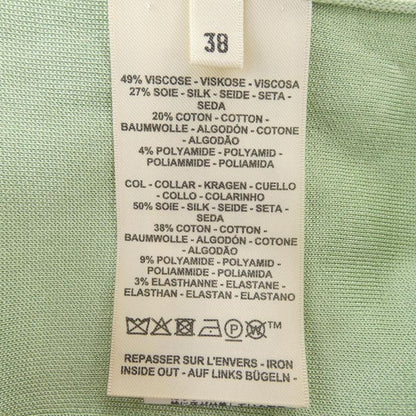 38
49% VISCOSE - VISKOSE - VISCOSA
27% SOIE - SILK - SEIDE - SETA -
SEDA
20% COTON - COTTON -
BAUMWOLLE - ALGODÓN - COTONE
- ALGODÃO
4% POLYAMIDE - POLYAMID -
POLIAMMIDE - POLIAMIDA
COL - COLLAR - KRAGEN - CUELLO
- COLLO - COLARINHO
50% SOIE - SILK - SEIDE - SETA -
SEDA
38% COTON - COTTON -
BAUMWOLLE - ALGODÓN - COTONE
- ALGODÃO
9% POLYAMIDE - POLYAMID -
POLIAMMIDE - POLIAMIDA
3% ELASTHANNE - ETANENO -
ELASTHAN - ELASTAN - ELASTANO
P W TM
REPASSER SUR L'ENVERS - IRON
INSIDE OUT - AUF LINKS BÜGELN -